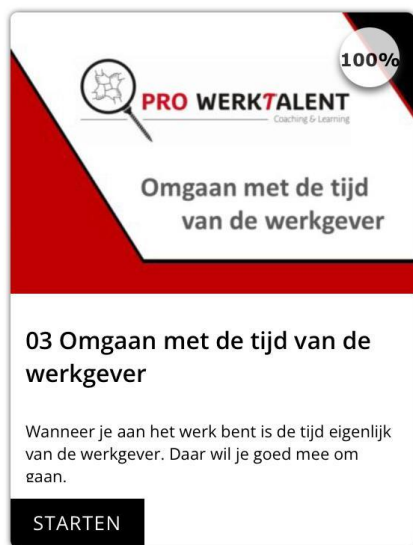 100%
PRO WERKTALENT
Coaching & Learning
Omgaan met de tijd
van de werkgever
03 Omgaan met de tijd van de
werkgever
Wanneer je aan het werk bent is de tijd eigenlijk
van de werkgever. Daar wil je goed mee om
gaan.
STARTEN